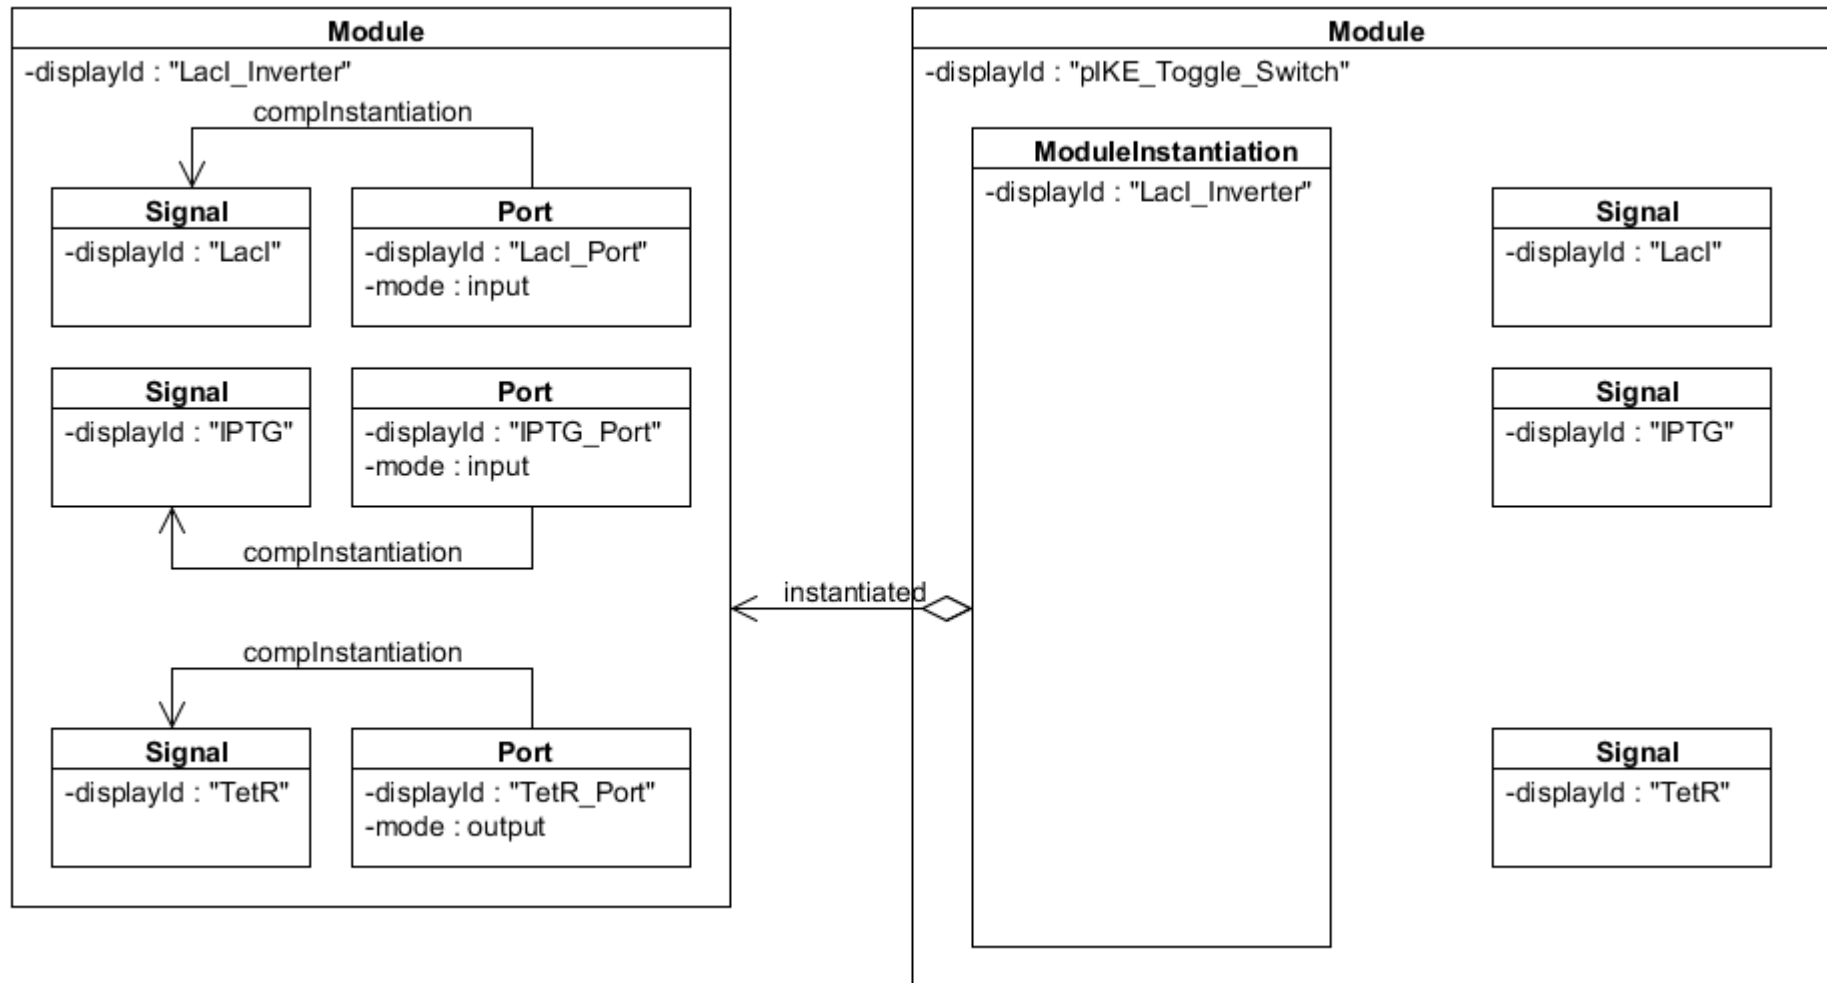 Module
-displayId : "LacI_Inverter"
compInstantiation
Signal
-displayId : "LacI"
Port
-displayId : "LacI_Port"
-mode : input
Signal
-displayId : "IPTG"
Port
-displayId : "IPTG_Port"
-mode : input
compInstantiation
compInstantiation
Signal
-displayId : "TetR"
Port
-displayId : "TetR_Port"
-mode : output
instantiated
Module
-displayId : "pIKE_Toggle_Switch"
ModuleInstantiation
-displayId : "LacI_Inverter"
Signal
-displayId : "LacI"
Signal
-displayId : "IPTG"
Signal
-displayId : "TetR"